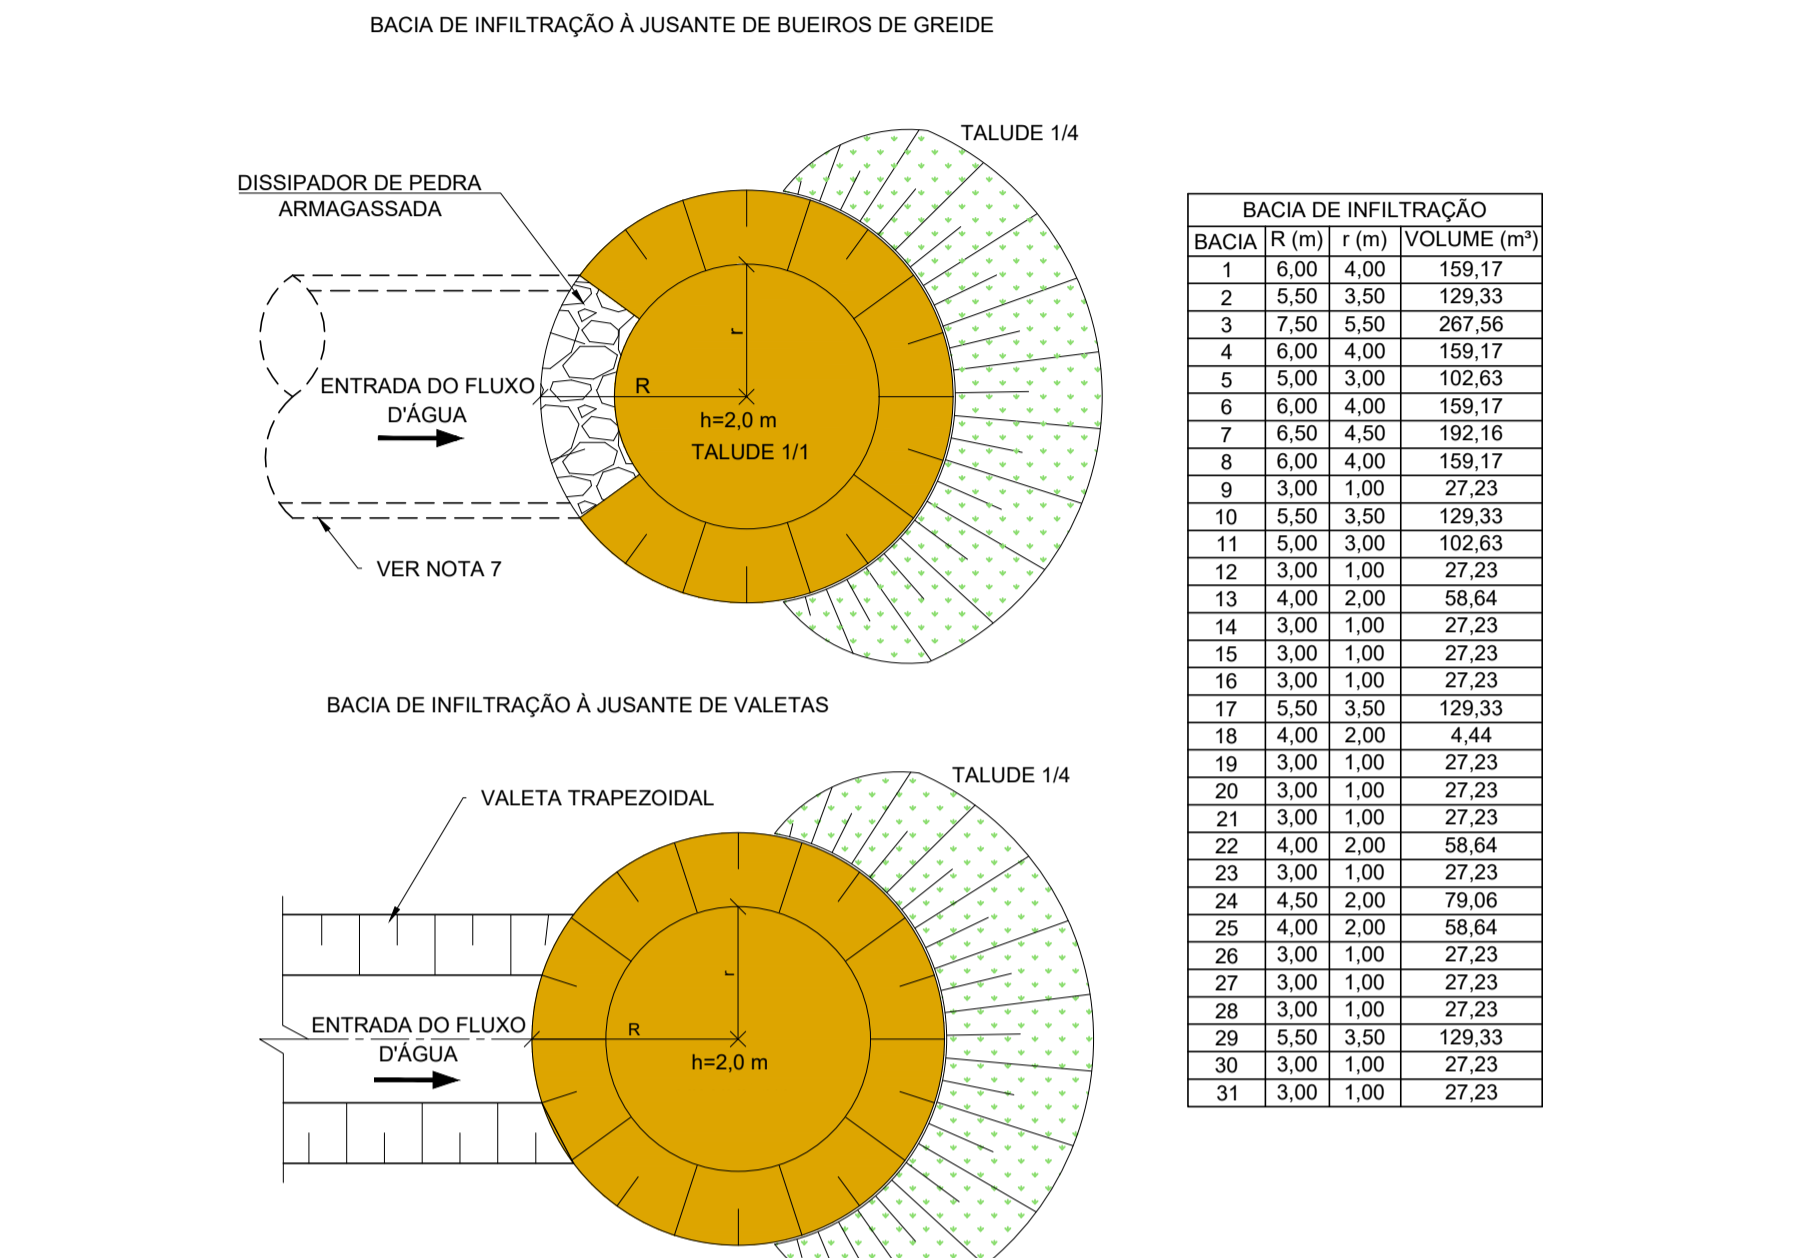 BACIA DE INFILTRAÇÃO À JUSANTE DE BUEIROS DE GREIDE
TALUDE 1/4
DISSIPADOR DE PEDRA
ARMAGASSADA
r
R
ENTRADA DO FLUXO
D'ÁGUA
h=2,0 m
TALUDE 1/1
VER NOTA 7
BACIA DE INFILTRAÇÃO À JUSANTE DE VALETAS
TALUDE 1/4
VALETA TRAPEZOIDAL
r
R
ENTRADA DO FLUXO
D'ÁGUA
h=2,0 m
BACIA DE INFILTRAÇÃO
BACIA R (m) r (m) VOLUME (m³)
1 6,00 4,00 159,17
2 5,50 3,50 129,33
3 7,50 5,50 267,56
4 6,00 4,00 159,17
5 5,00 3,00 102,63
6 6,00 4,00 159,17
7 6,50 4,50 192,16
8 6,00 4,00 159,17
9 3,00 1,00 27,23
10 5,50 3,50 129,33
11 5,00 3,00 102,63
12 3,00 1,00 27,23
13 4,00 2,00 58,64
14 3,00 1,00 27,23
15 3,00 1,00 27,23
16 3,00 1,00 27,23
17 5,50 3,50 129,33
18 4,00 2,00 4,44
19 3,00 1,00 27,23
20 3,00 1,00 27,23
21 3,00 1,00 27,23
22 4,00 2,00 58,64
23 3,00 1,00 27,23
24 4,50 2,00 79,06
25 4,00 2,00 58,64
26 3,00 1,00 27,23
27 3,00 1,00 27,23
28 3,00 1,00 27,23
29 5,50 3,50 129,33
30 3,00 1,00 27,23
31 3,00 1,00 27,23